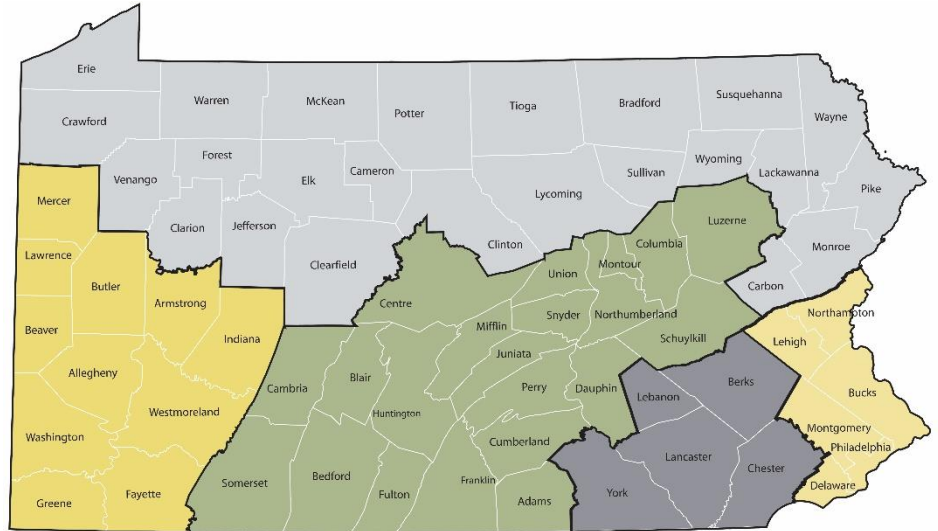 Erie
Warren
McKean
Potter
Tioga
Bradford
Susquehanna
Wayne
Crawford
Forest
Elk
Cameron
Lycoming
Sullivan
Wyoming
Lackawanna
Pike
Venango
Mercer
Clarion
Jefferson
Clearfield
Clinton
Columbia
Luzerne
Monroe
Carbon
Lawrence
Butler
Armstrong
Centre
Union
Montour
Snyder
Northumberland
Northampton
Beaver
Indiana
Mifflin
Schuylkill
Lehigh
Allegheny
Cambria
Blair
Juniata
Perry
Dauphin
Lebanon
Berks
Bucks
Westmoreland
Huntington
Washington
Cumberland
Montgomery
Philadelphia
Lancaster
Chester
Greene
Fayette
Somerset
Bedford
Fulton
Franklin
Adams
York
Delaware